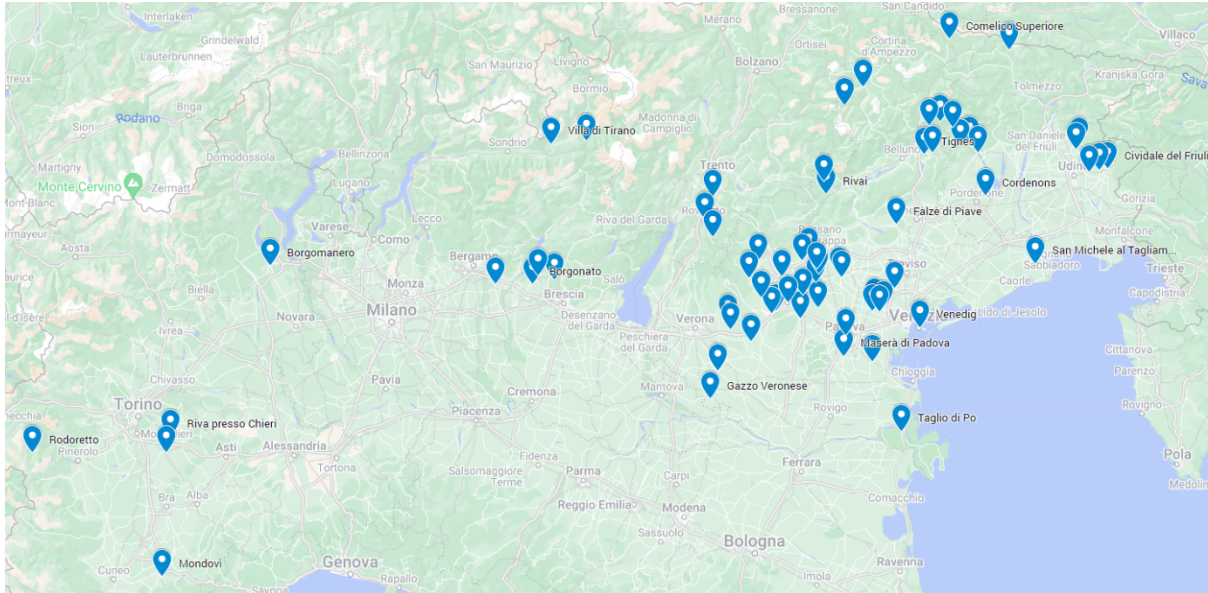 Interlaken
Grindelwald
Lauterbrunnen
San Maurizio
Livigno
Bormio
Merano
Bressanone
San Candido
Comelico Superiore
Villaco
Bolzano
Ortisei
Cortina
d'Ampezzo
Kranjska Gora
Sava
Tolmezzo
Briga
Sion
Rodano
Martigny
Domodossola
Bellinzona
Lugano
Sondrio
Villa di Tirano
Madonna di
Campiglio
Trento
Belluno
Tignes
San Daniele
del Friuli
Udine
Cividale del Friuli
Mont-Blanc
Monte Cervino
Zermatt
Rivai
Pordenone
Cordenons
Aosta
Varese
Como
Lecco
Riva del Garda
Rovereto
Falzè di Piave
Bassano
Borgomanero
Biella
Monza
Bergamo
Borgonato
Salò
Brescia
Treviso
San Michele al Tagliam...
Monfalcone
Sabbiadoro
Caorle
Trieste
Capodistria
Val-d'Isère
Ivrea
Novara
Milano
Desenzano
del Garda
Peschiera
del Garda
Verona
Padova
Venezia
Venedig
Lido di Jesolo
Maserà di Padova
Chioggia
Cittanova
Parenzo
Chivasso
Pavia
Cremona
Mantova
Gazzo Veronese
Rovigo
Rovigno
Torino
Piacenza
Riva presso Chieri
Taglio di Po
Rodoretto
Pinerolo
Asti
Alessandria
Tortona
Fidenza
Salsomaggiore
Terme
Parma
Carpi
Ferrara
Pola
Medolin
Bra
Alba
Reggio Emilia
Modena
Comacchio
Sassuolo
Bologna
Mondovi
Cuneo
Genova
Rapallo
Savona
Imola
Ravenna